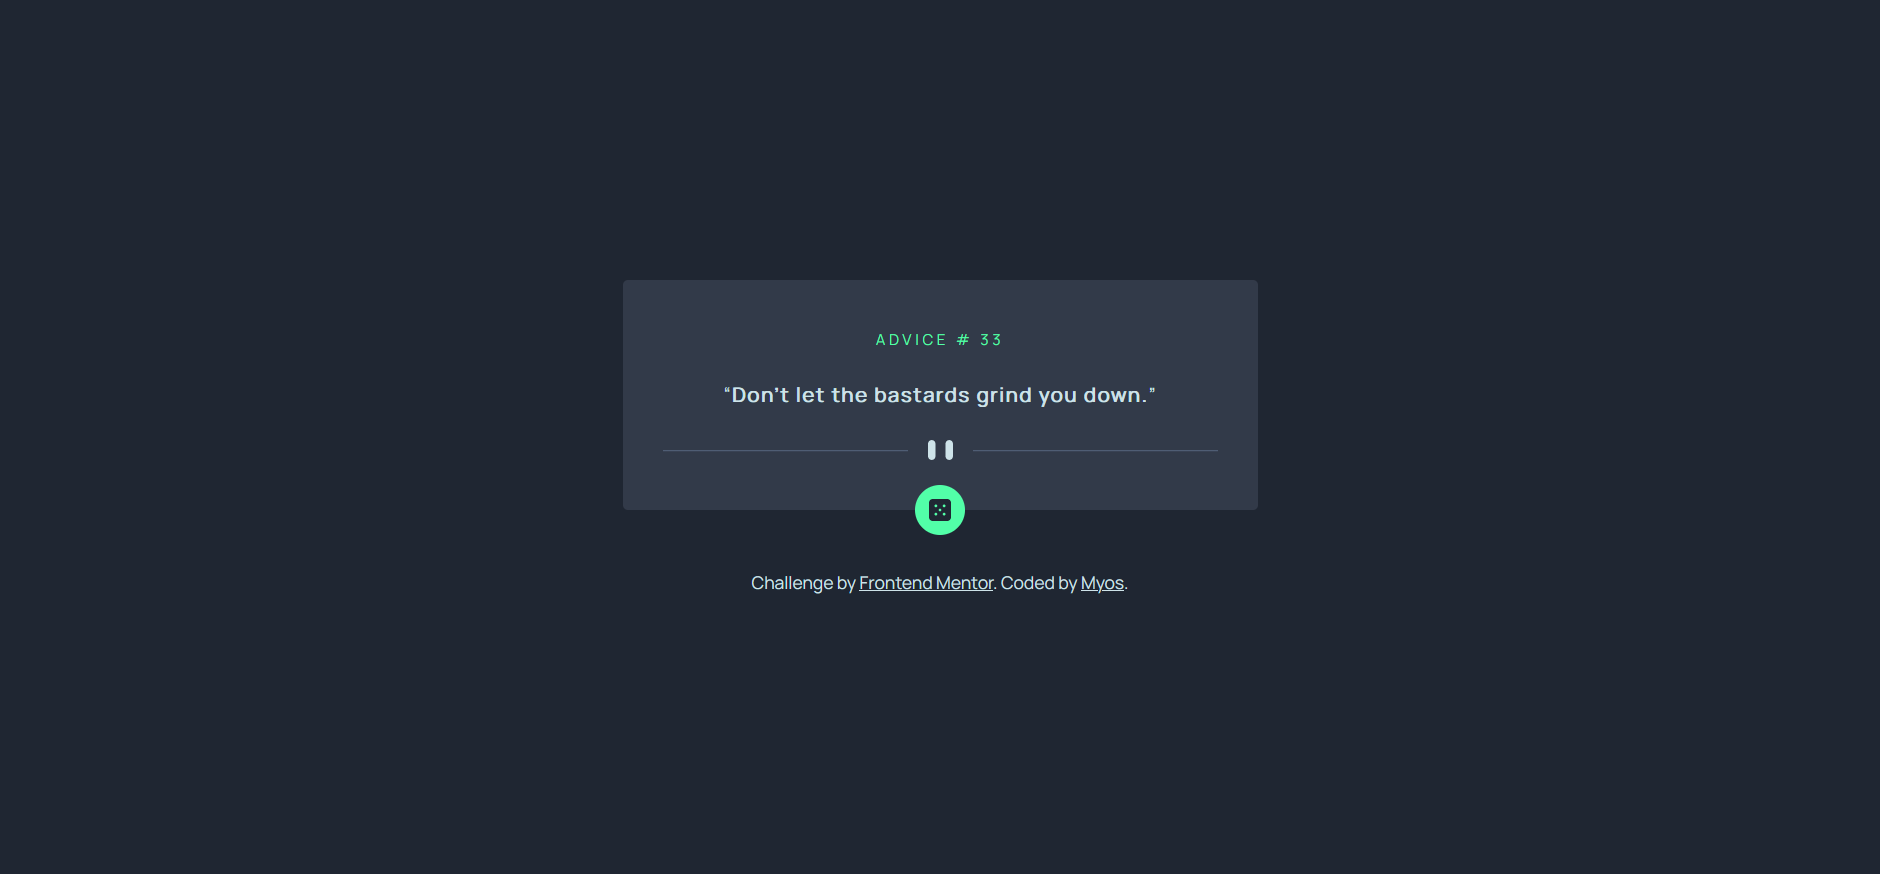 ADVICE # 33
“Don’t let the bastards grind you down.”
Challenge by Frontend Mentor. Coded by Myos.